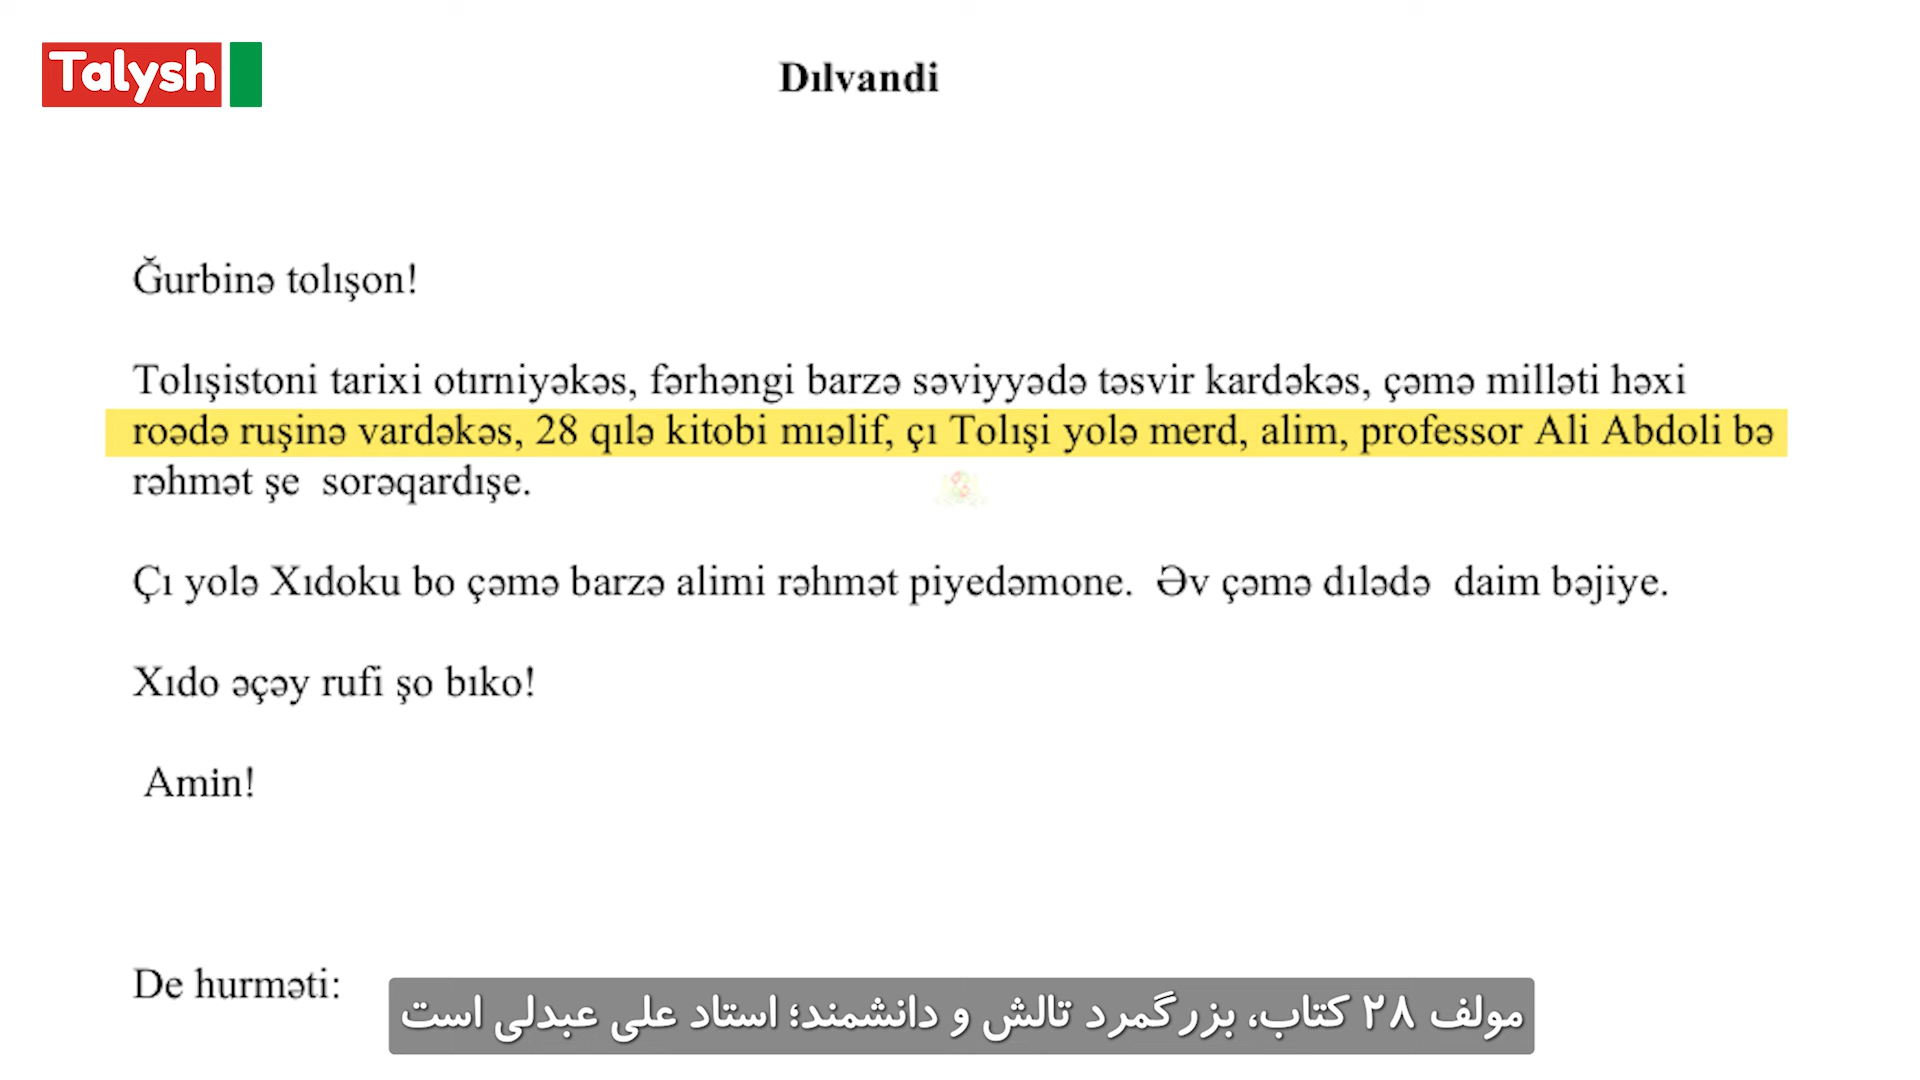 Talysh
Dılvandi
Ğurbinə tolışon!
Tolışistoni tarixi otırniyəkəs, fərhəngi barzə səviyyədə təsvir kardəkəs, çəmə milləti həxi
roədə ruşinə vardəkəs, 28 qılə kitobi mıəlif, çı Tolışi yolə merd, alim, professor Ali Abdoli bə
rəhmət şe  sorəqardışe.
Çı yolə Xıdoku bo çəmə barzə alimi rəhmət piyedəmone.  Əv çəmə dılədə  daim bəjiye.
Xıdo əçəy rufi şo bıko!
Amin!
De hurməti:
مولف ۲۸ کتاب، بزرگمرد تالش و دانشمند؛ استاد علی عبدلی است